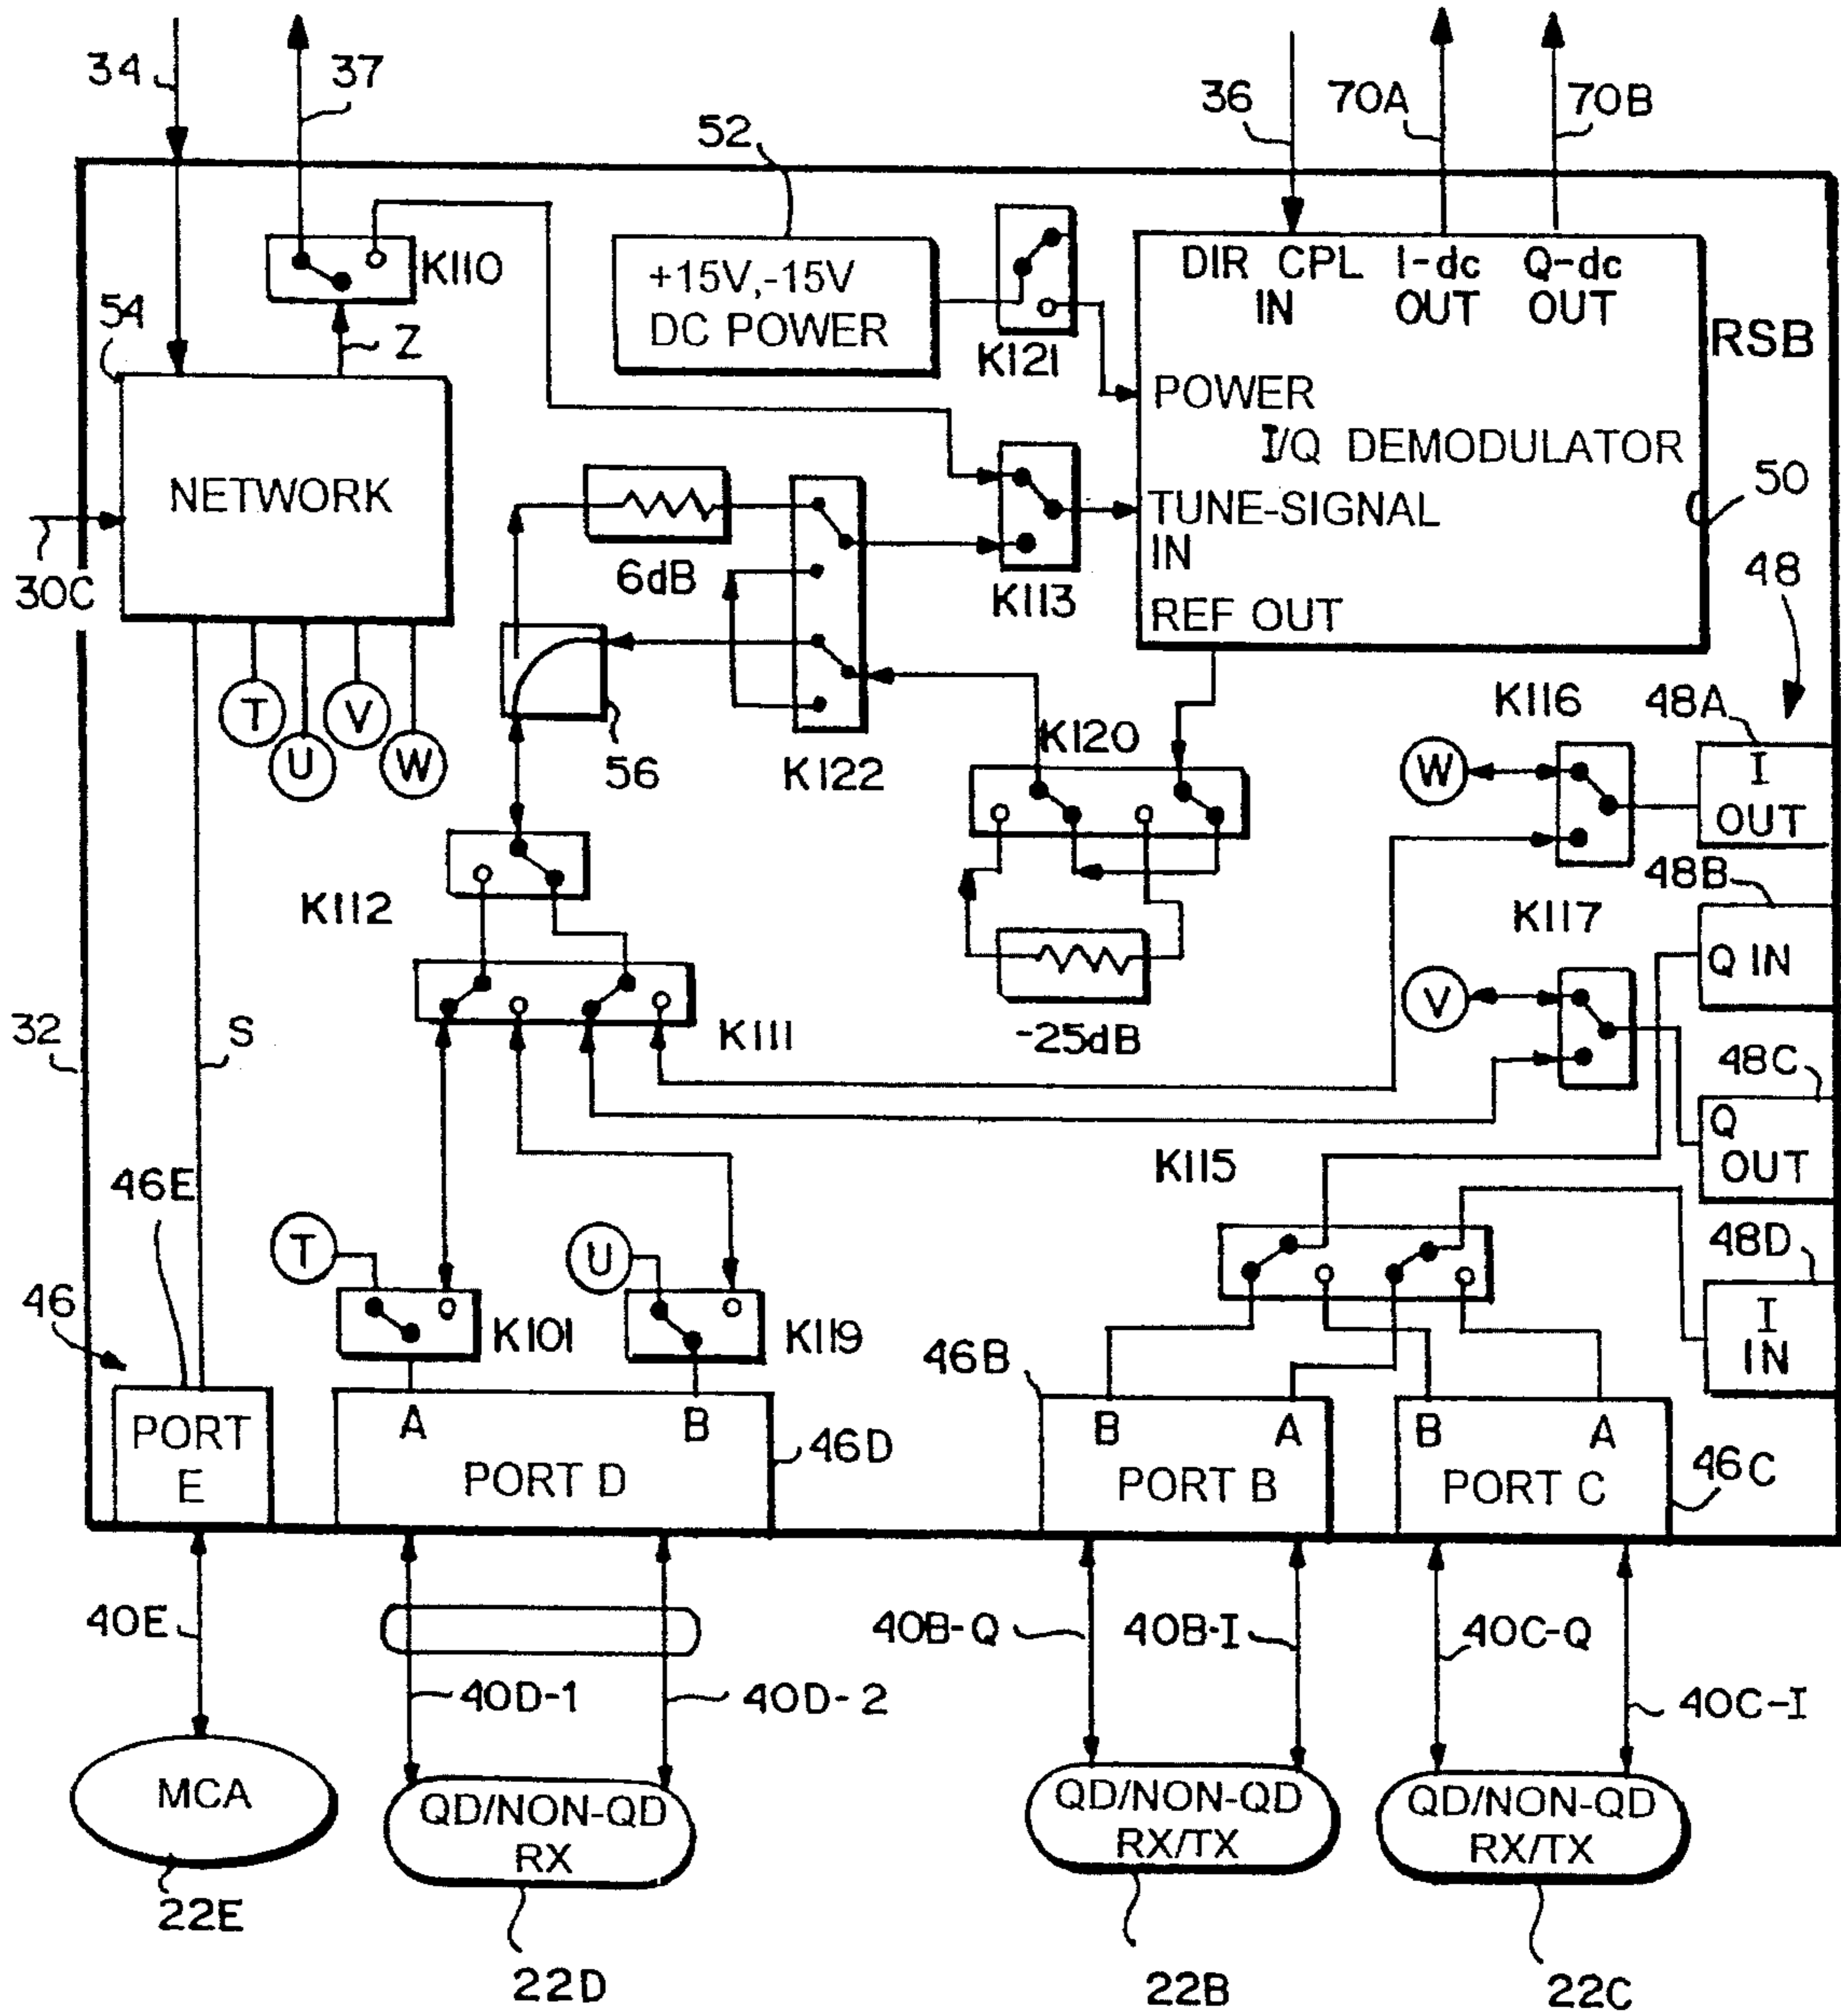 34
37
36
70A
70B
52
K110
+15V,-15V
DC POWER
K121
DIR CPL
IN
I-dc
OUT
Q-dc
OUT
RSB
54
Z
POWER
I/Q DEMODULATOR
NETWORK
TUNE-SIGNAL
IN
50
30C
6dB
K113
REF OUT
48
T
U
V
W
56
K122
K120
K116
48A
W
I
OUT
K112
48B
K117
Q IN
V
32
S
K111
-25dB
48C
Q
OUT
46E
K115
T
U
48D
46
K101
K119
I
IN
46B
PORT
E
A
B
PORT D
46D
B
A
PORT B
B
A
PORT C
46C
40E
40D-1
40D-2
40B-Q
40B-I
40C-Q
40C-I
MCA
QD/NON-QD
RX
QD/NON-QD
RX/TX
QD/NON-QD
RX/TX
22E
22D
22B
22C